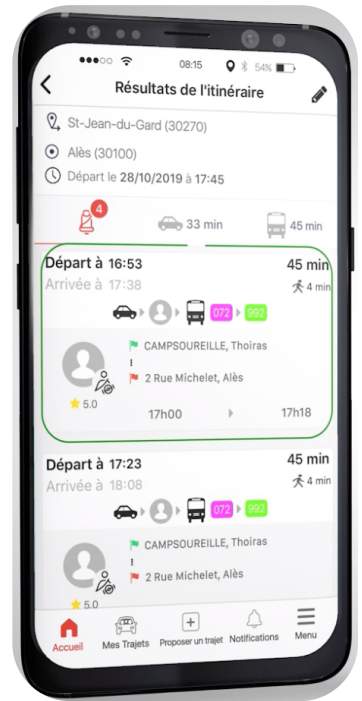 08:15 54%
Résultats de l'itinéraire
St-Jean-du-Gard (30270)
Alès (30100)
Départ le 28/10/2019 à 17:45
4
33 min
45 min
Départ à 16:53 45 min
Arrivée à 17:38 4 min
072 992
CAMPSOUREILLE, Thoiras
2 Rue Michelet, Alès
5.0
17h00 17h18
Départ à 17:23 45 min
Arrivée à 18:08 4 min
072 992
CAMPSOUREILLE, Thoiras
2 Rue Michelet, Alès
5.0
Accueil Mes Trajets Proposer un trajet Notifications Menu